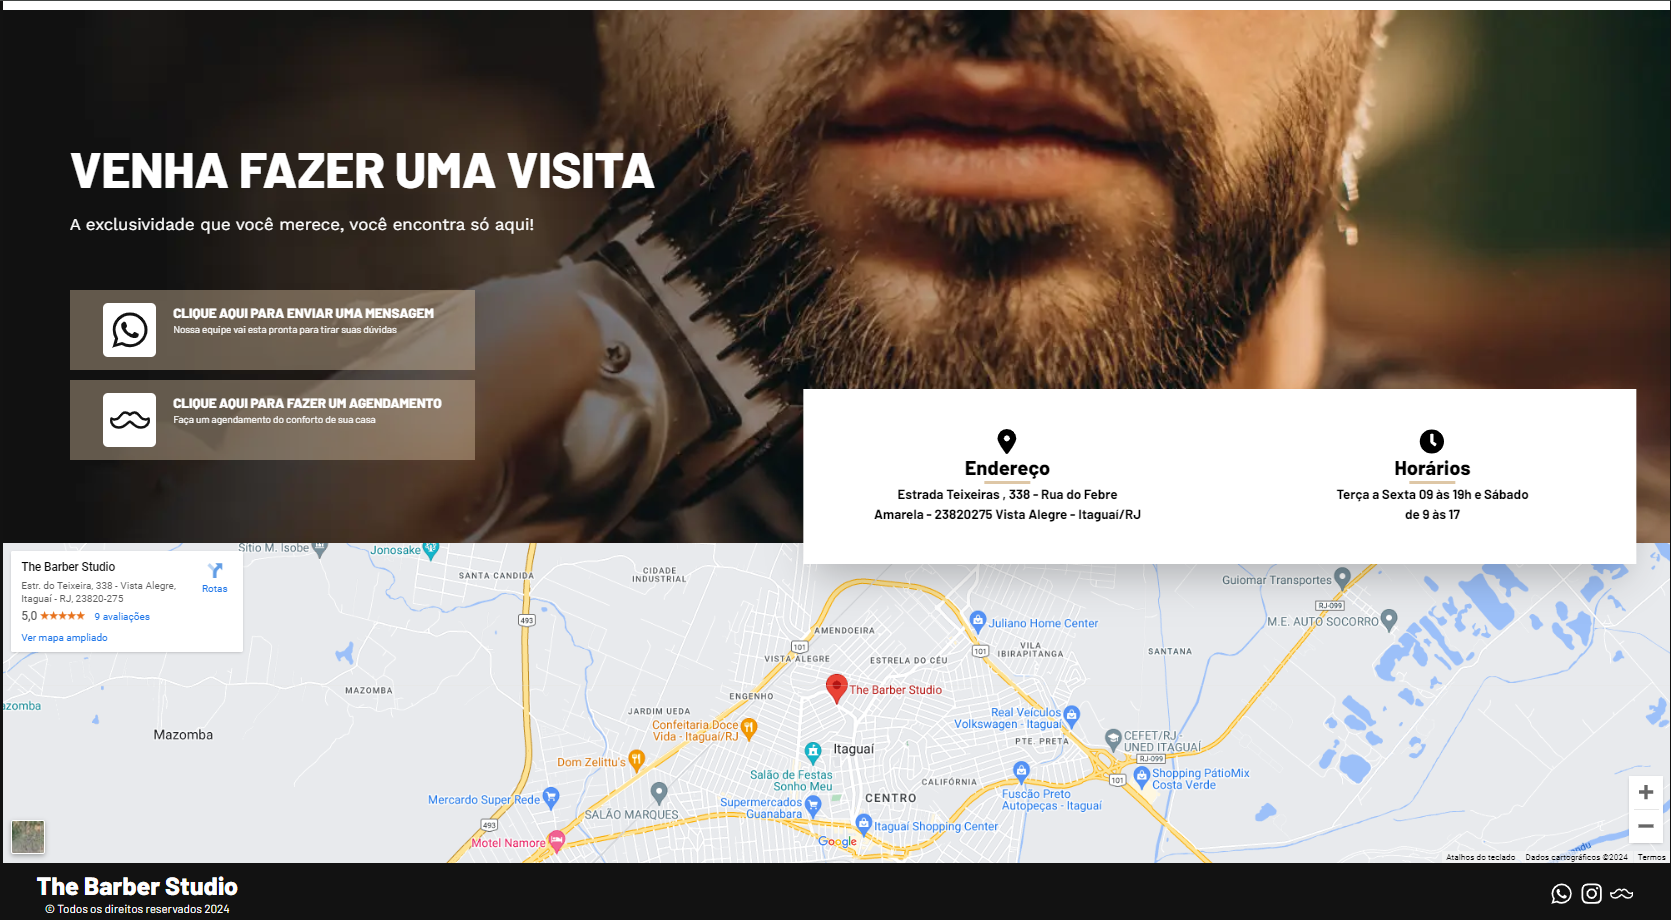 VENHA FAZER UMA VISITA
A exclusividade que você merece, você encontra só aqui!
CLIQUE AQUI PARA ENVIAR UMA MENSAGEM
Nossa equipe vai esta pronta para tirar suas dúvidas
CLIQUE AQUI PARA FAZER UM AGENDAMENTO
Faça um agendamento do conforto de sua casa
Endereço
Estrada Teixeiras , 338 - Rua do Febre
Amarela - 23820275 Vista Alegre - Itaguaí/RJ
Horários
Terça a Sexta 09 às 19h e Sábado
de 9 às 17
The Barber Studio
Estr. do Teixeira, 338 - Vista Alegre,
Itaguaí - RJ, 23820-275
5,0
9 avaliações
Ver mapa ampliado
Rotas
Sítio M. Isobe
Jonosake
SANTA CANDIDA
CIDADE
INDUSTRIAL
Guiomar Transportes
RJ-099
M.E. AUTO SOCORRO
493
Juliano Home Center
AMENDOEIRA
101
VISTA ALEGRE
ESTRELA DO CÉU
101
VILA
IBIRAPITANGA
SANTANA
MAZOMBA
ENGENHO
The Barber Studio
azomba
JARDIM UEDA
Confeitaria Doce
Vida - Itaguaí/RJ
Real Veículos
Volkswagen - Itaguaí
Mazomba
Itaguaí
PTE. PRETA
CEFET/RJ -
UNED ITAGUAÍ
RJ-099
Dom Zelittu's
Salão de Festas
Sonho Meu
CALIFÓRNIA
101
Shopping PátioMix
Costa Verde
Mercardo Super Rede
SALÃO MARQUES
Supermercados
Guanabara
CENTRO
Fuscão Preto
Autopeças - Itaguaí
493
Itaguaí Shopping Center
Motel Namore
Google
ndu
Atalhos do teclado
Dados cartográficos ©2024
Termos
The Barber Studio
© Todos os direitos reservados 2024